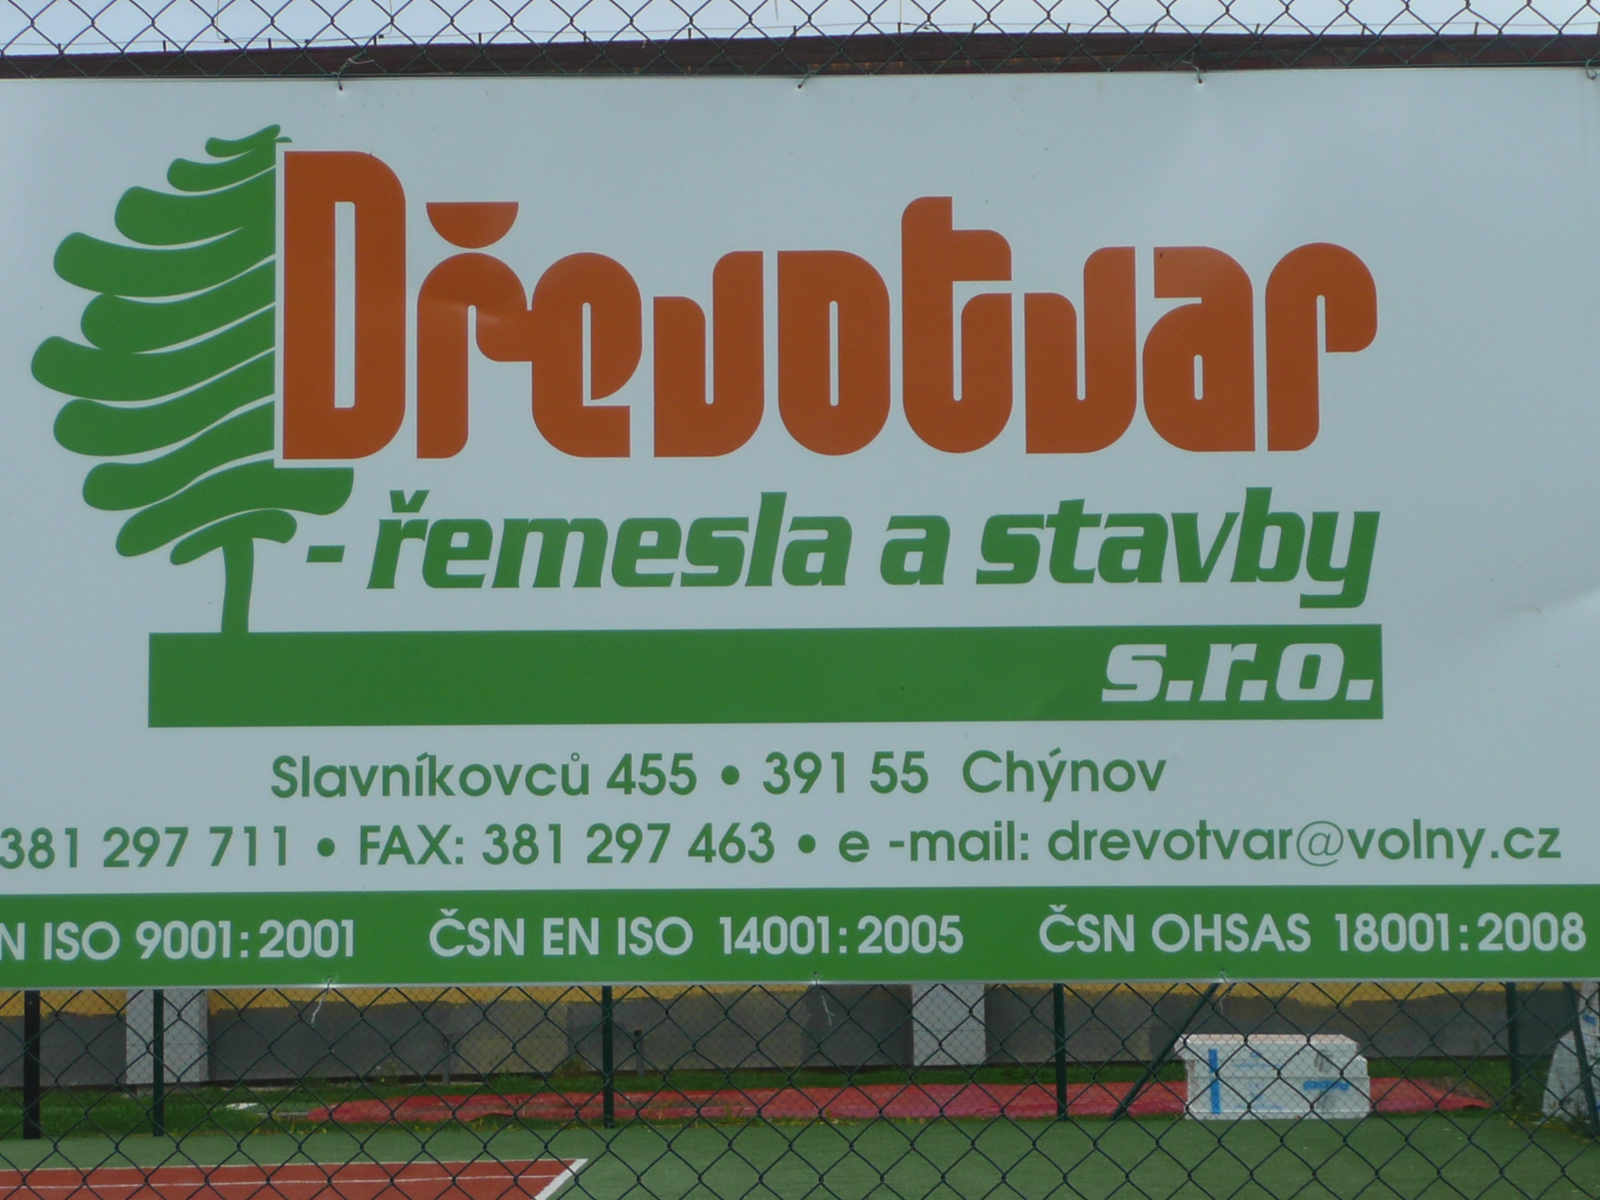 Dřevotvar
- řemesla a stavby
s.r.o.
Slavníkovců 455 • 391 55 Chýnov
381 297 711 • FAX: 381 297 463 • e -mail: drevotvar@volny.cz
N ISO 9001:2001 ČSN EN ISO 14001:2005 ČSN OHSAS 18001:2008